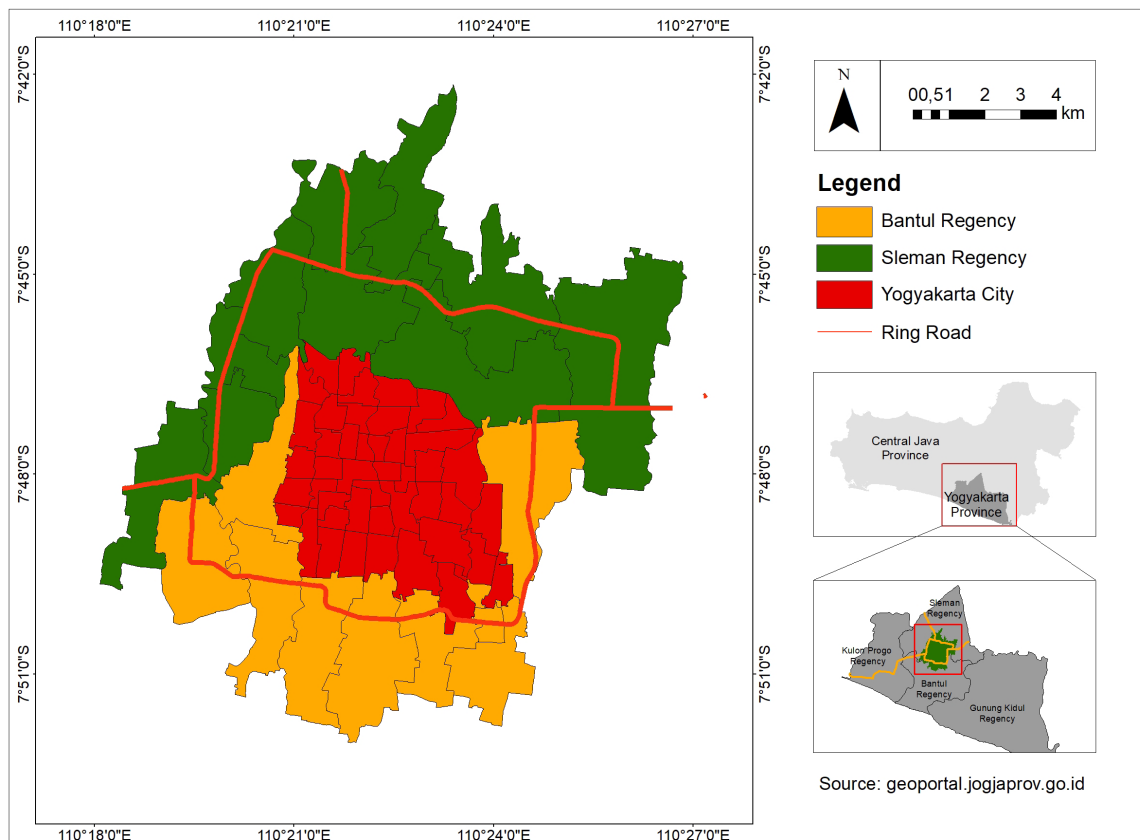 110°18'0"E 110°21'0"E 110°24'0"E 110°27'0"E
7°42'0"S 7°42'0"S
7°45'0"S 7°45'0"S
7°48'0"S 7°48'0"S
7°51'0"S 7°51'0"S
110°18'0"E 110°21'0"E 110°24'0"E 110°27'0"E
N
00,51 2 3 4
km
Legend
Bantul Regency
Sleman Regency
Yogyakarta City
Ring Road
Central Java
Province
Yogyakarta
Province
Sleman
Regency
Kulon Progo
Regency
Bantul
Regency
Gunung Kidul
Regency
Source: geoportal.jogjaprov.go.id